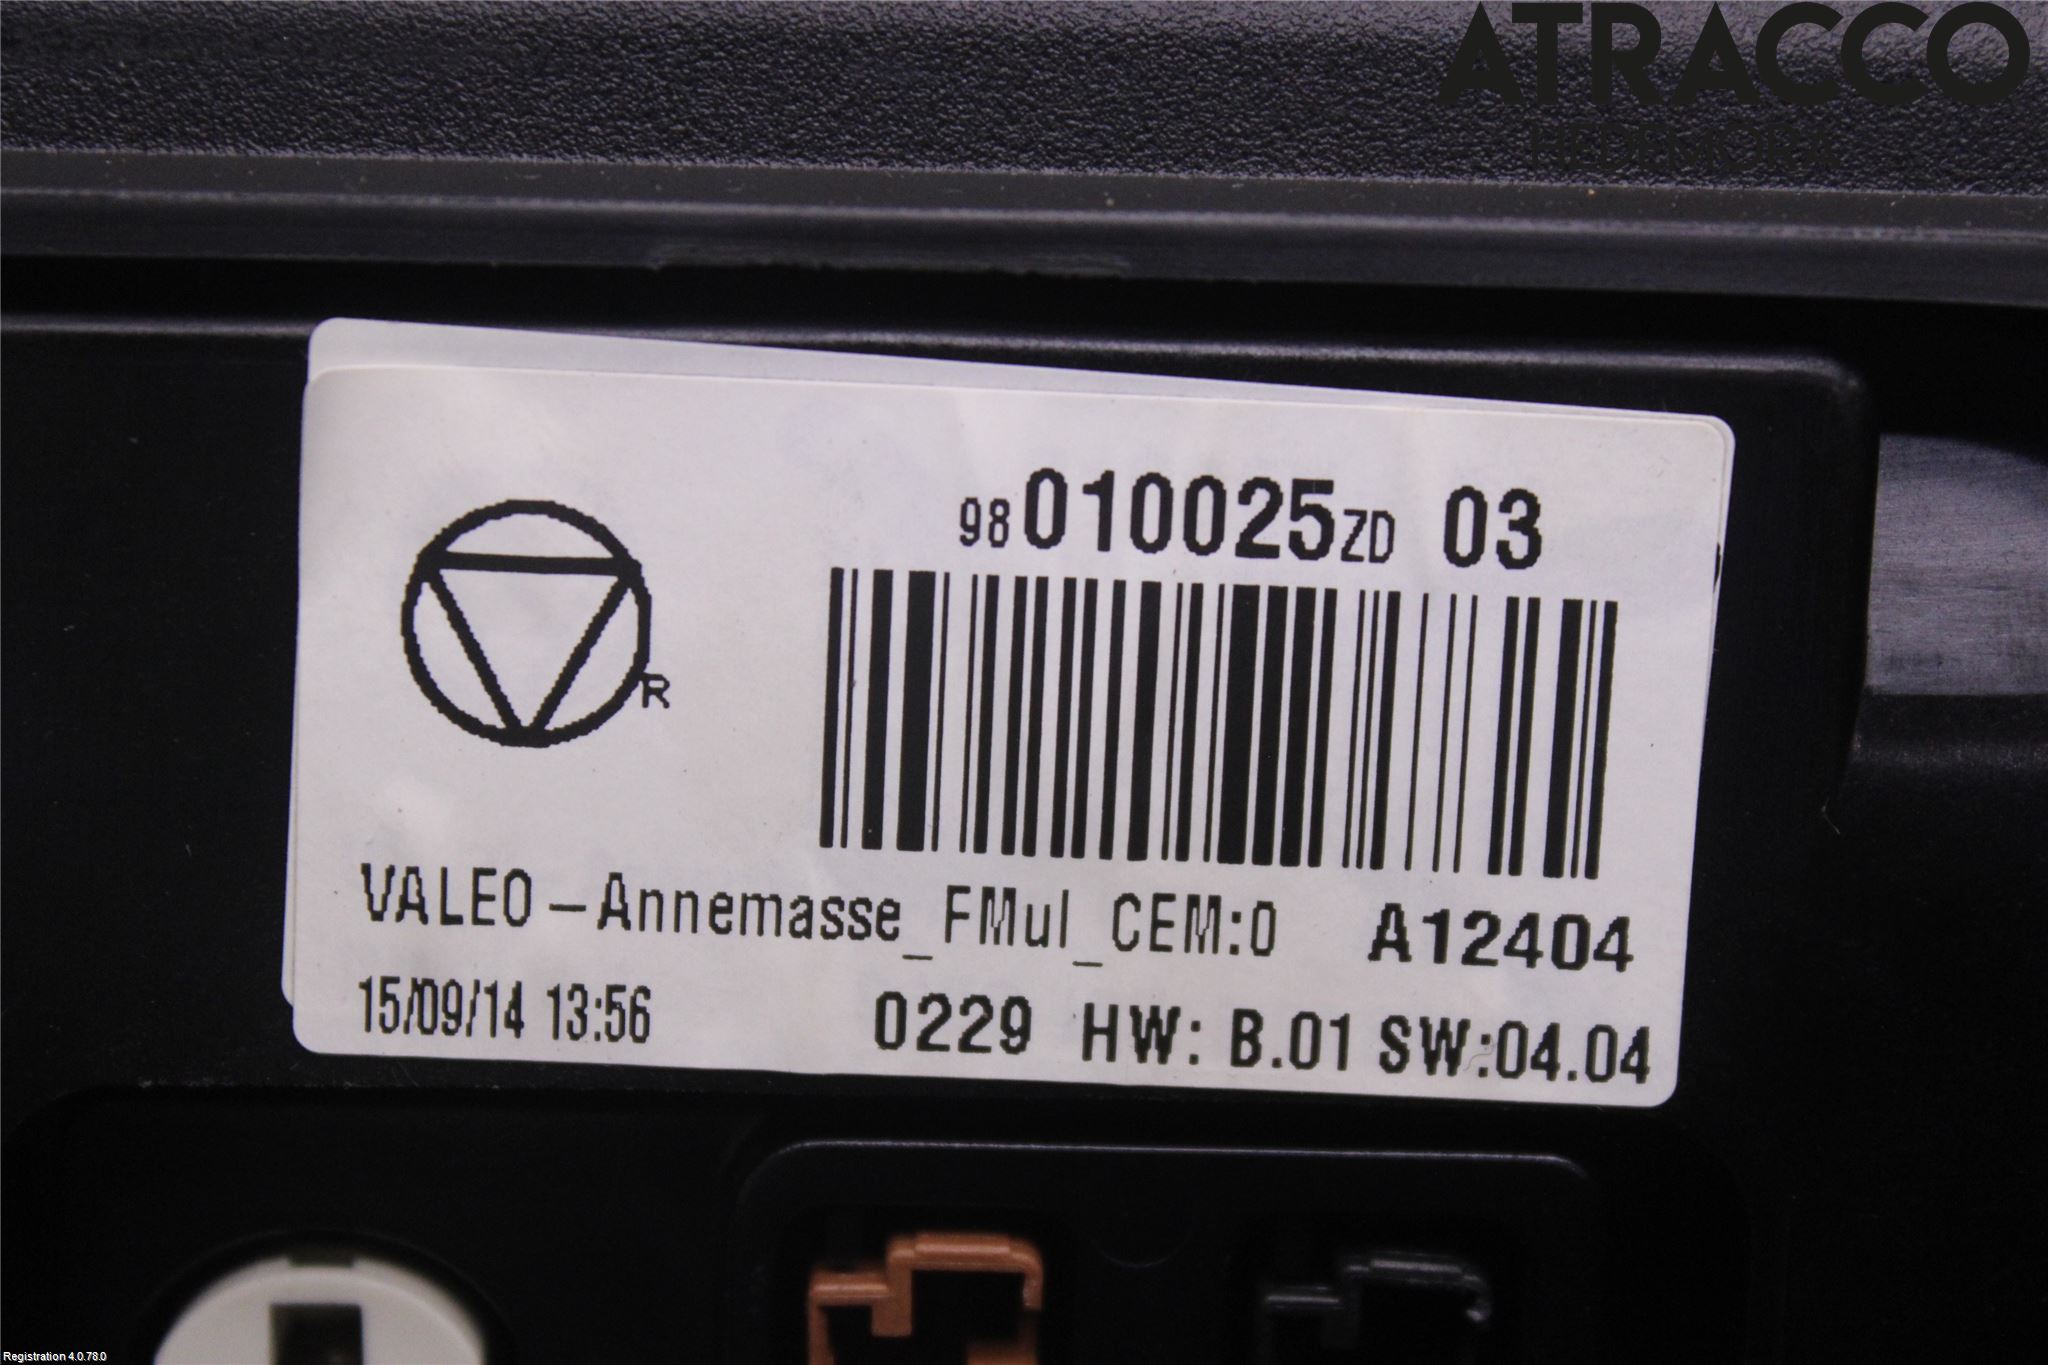 ATRACCO
HEDEMORA
98010025ZD 03
R
VALEO-Annemasse_FMul_CEM:0 A12404
15/09/14 13:56 0229 HW: B.01 SW:04.04
Registration 4.0.78.0